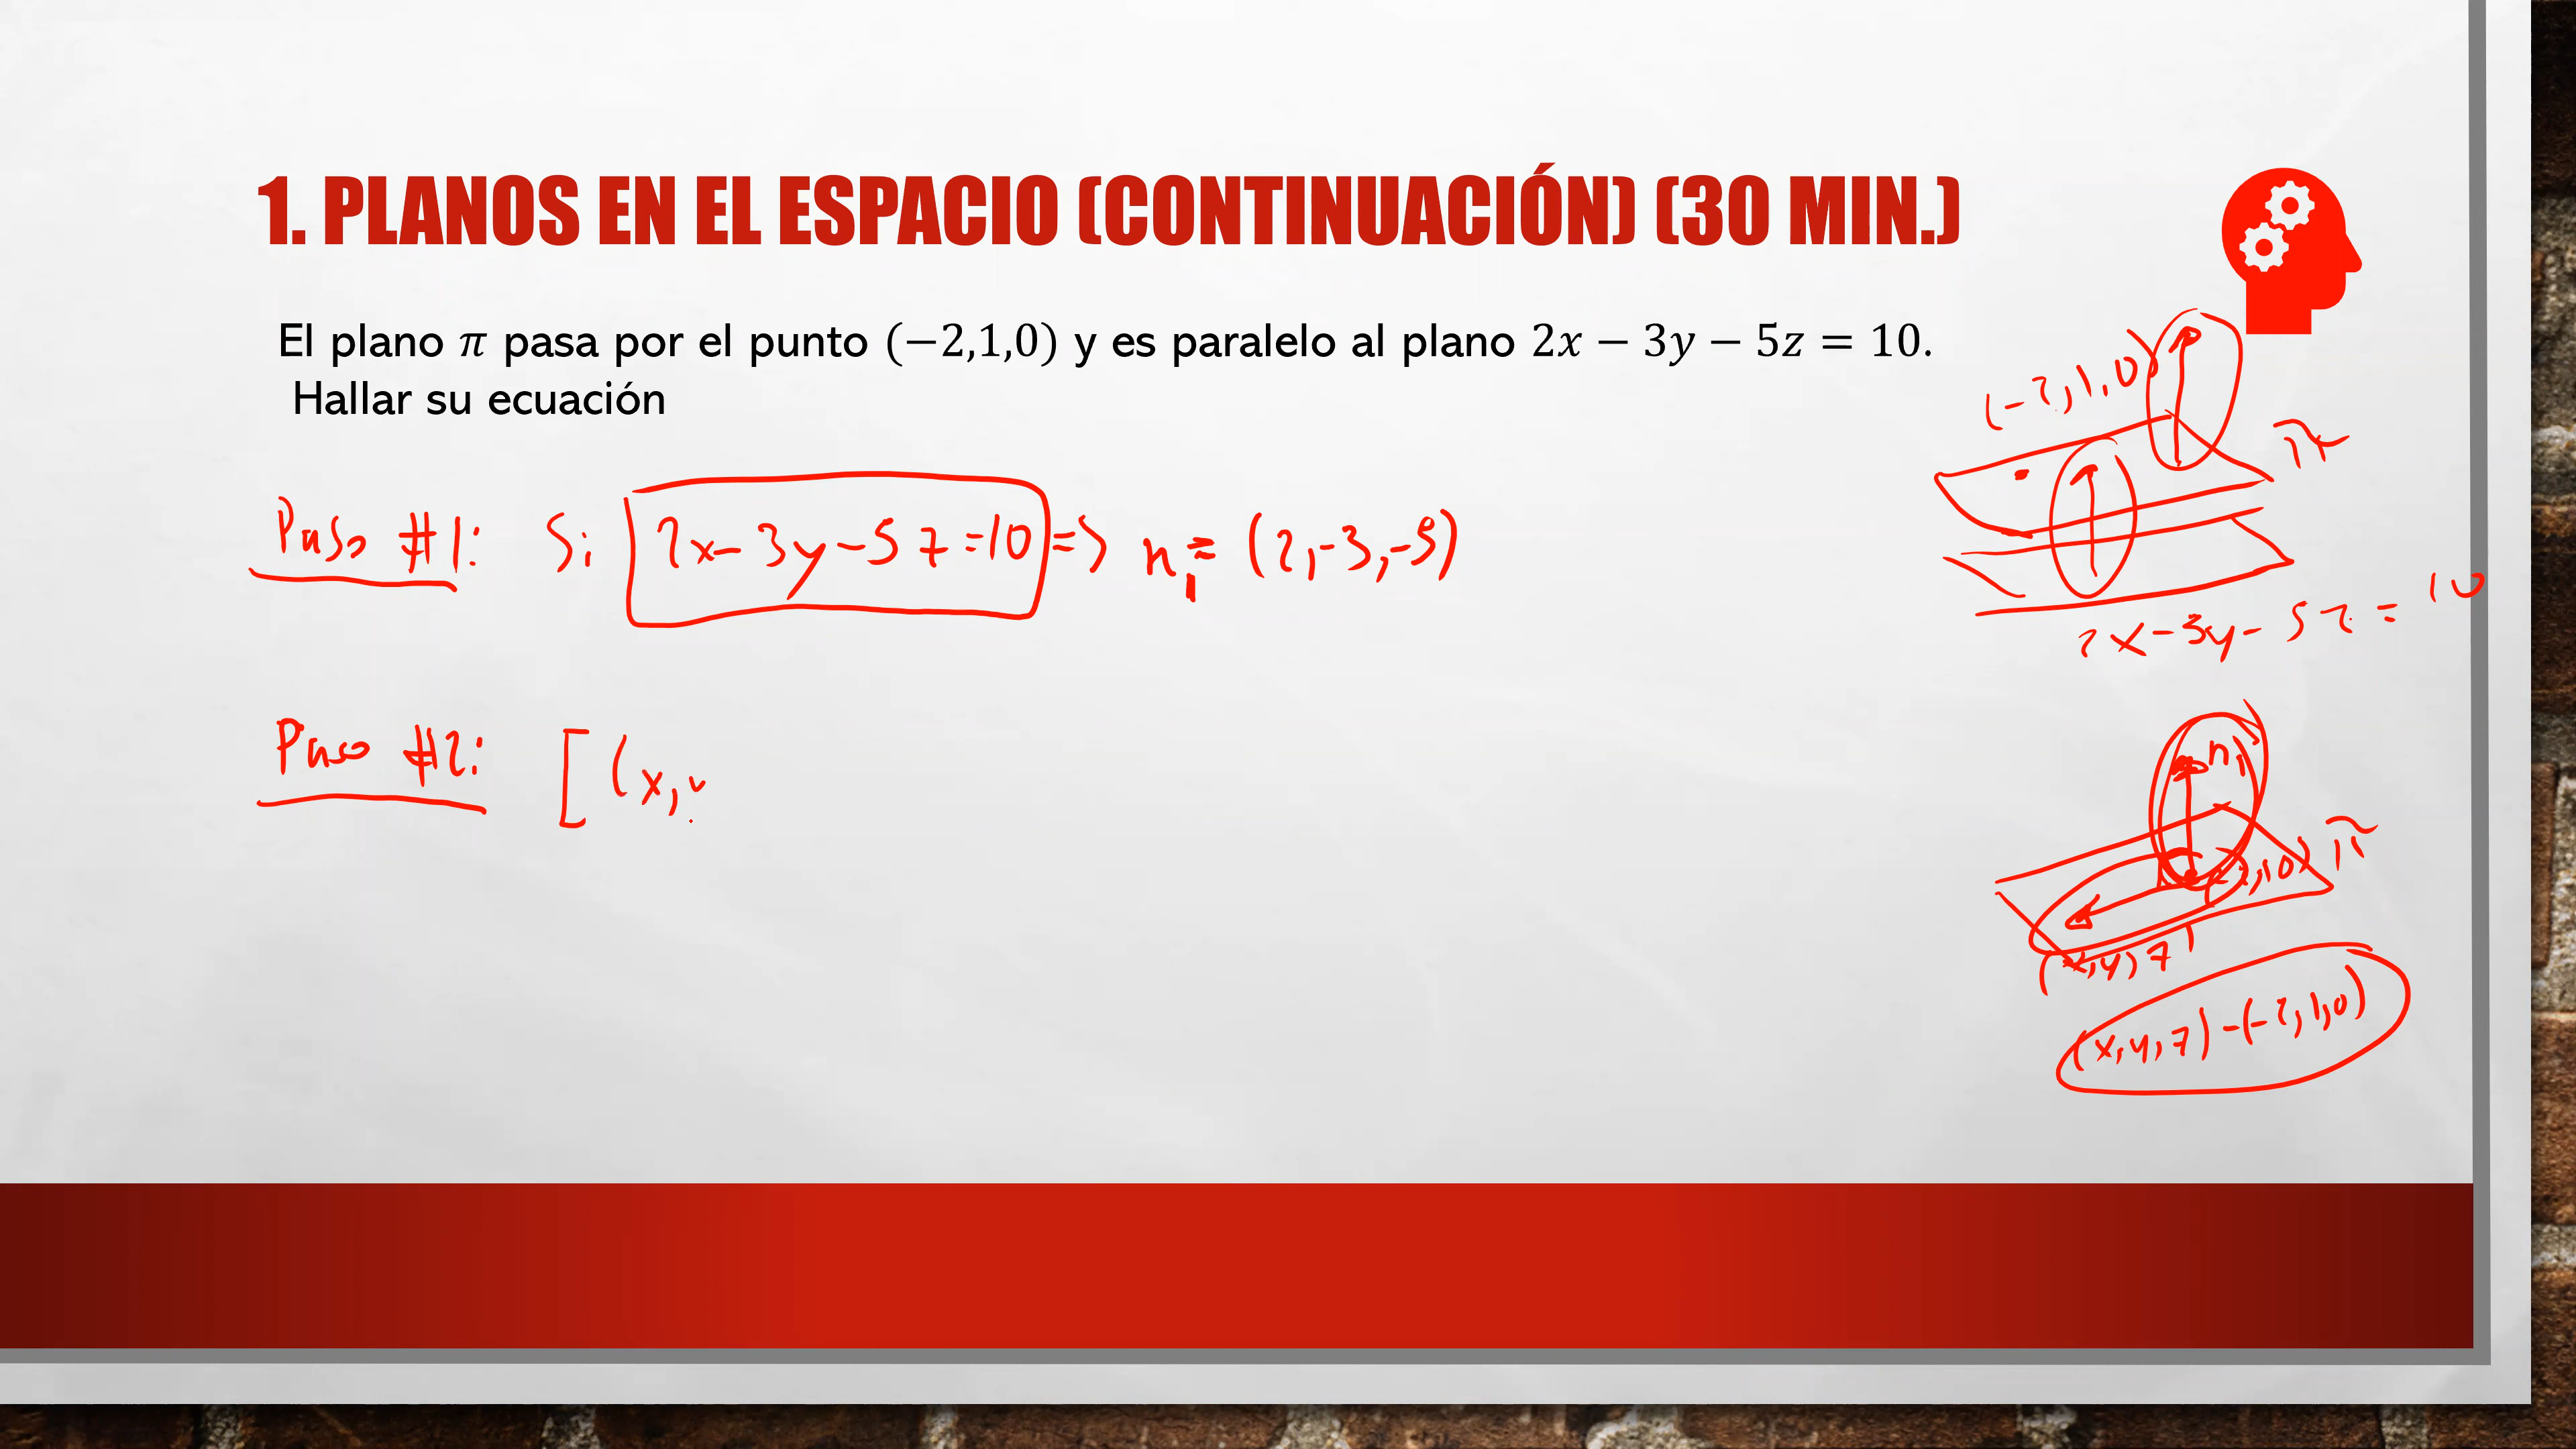 1. PLANOS EN EL ESPACIO (CONTINUACIÓN) (30 MIN.)
El plano π pasa por el punto (−2,1,0) y es paralelo al plano 2x − 3y − 5z = 10.
Hallar su ecuación
(-2,1,0)
π
Paso #1: Si 2x-3y-5z=10 => n₁= (2,-3,-5)
2x-3y-5z=10
Paso #2: [(x,
n₁
π
(x,y,z)
(x,y,z)-(-2,1,0)